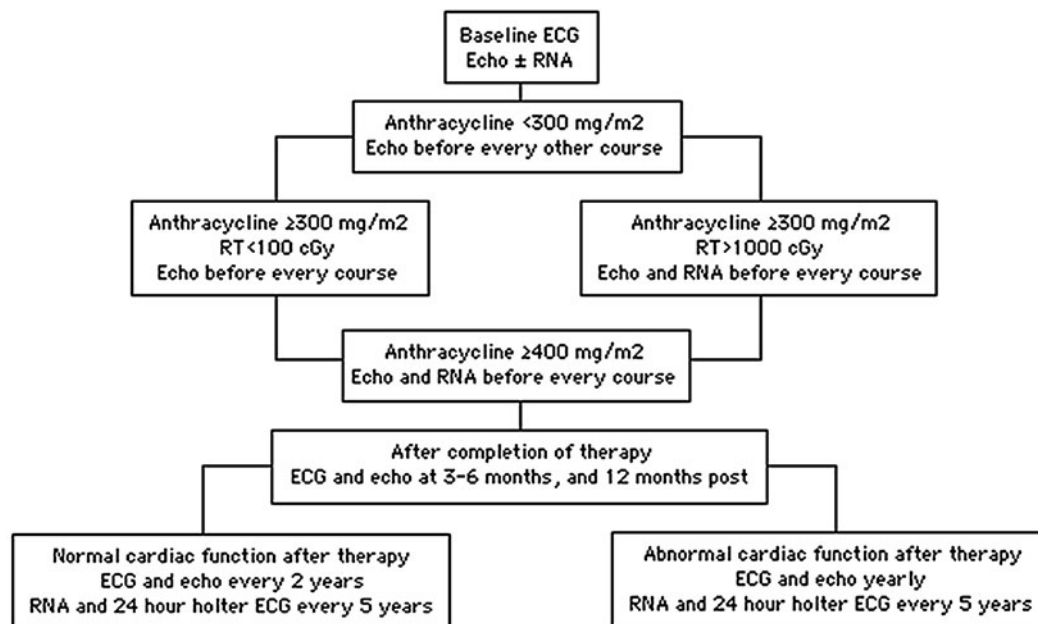 Baseline ECG
Echo ± RNA
Anthracycline <300 mg/m2
Echo before every other course
Anthracycline ≥300 mg/m2
RT<100 cGy
Echo before every course
Anthracycline ≥300 mg/m2
RT>1000 cGy
Echo and RNA before every course
Anthracycline ≥400 mg/m2
Echo and RNA before every course
After completion of therapy
ECG and echo at 3-6 months, and 12 months post
Normal cardiac function after therapy
ECG and echo every 2 years
RNA and 24 hour holter ECG every 5 years
Abnormal cardiac function after therapy
ECG and echo yearly
RNA and 24 hour holter ECG every 5 years